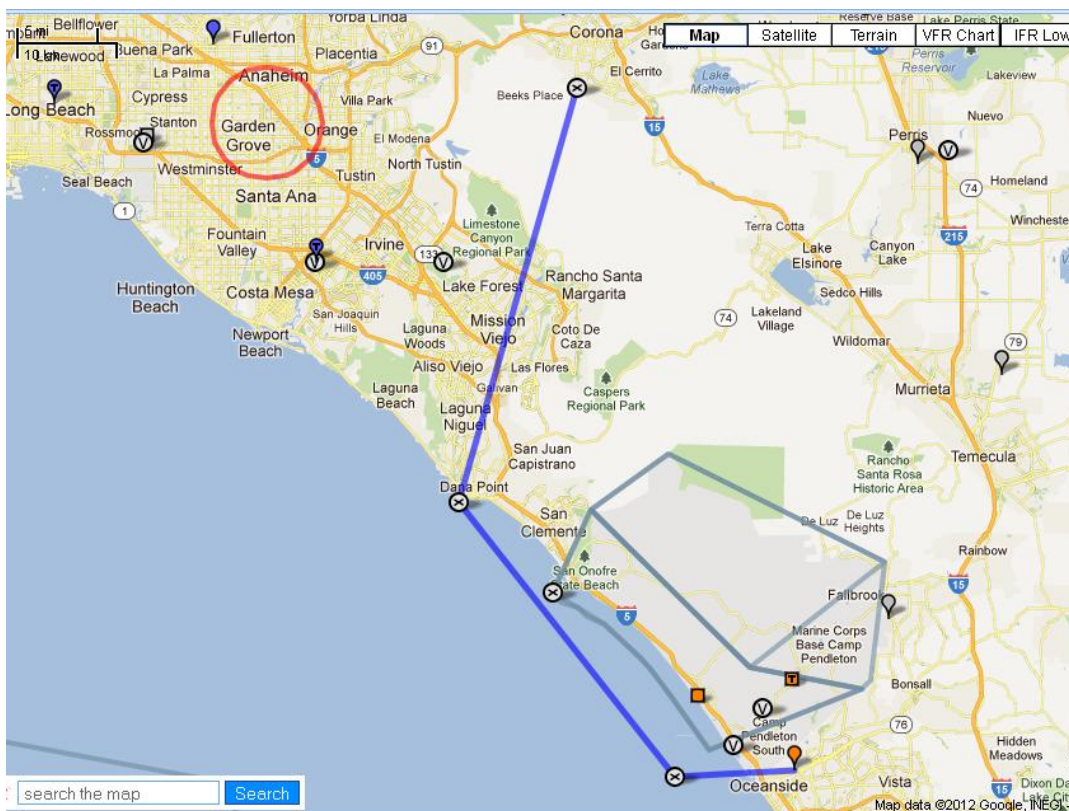 Bellflower
Yorba Linda
Reserve Base
Lake Perris State
5 mi
Lakewood
Fullerton
Placentia
91
Corona
Map
Satellite
Terrain
VFR Chart
IFR Low
10 km
Buena Park
La Palma
Anaheim
El Cerrito
Lake
Mathews
Perris
Reservoir
Lakeview
T
Long Beach
Cypress
Villa Park
Beeks Place
Nuevo
Stanton
Garden
Grove
Orange
El Modena
15
Perris
V
V
Westminster
5
North Tustin
Tustin
Seal Beach
Santa Ana
74
Homeland
1
Limestone
Canyon
Regional Park
Terra Cotta
Winchester
215
Fountain
Valley
T
Irvine
V
133
V
Lake
Elsinore
Canyon
Lake
Huntington
Beach
Costa Mesa
405
Lake Forest
Rancho Santa
Margarita
Sedco Hills
San Joaquin
Hills
Mission
Viejo
74
Lakeland
Village
Newport
Beach
Laguna
Woods
Coto De
Caza
Wildomar
79
Aliso Viejo
Las Flores
Laguna
Beach
Galivan
Caspers
Regional Park
Murrieta
Laguna
Niguel
San Juan
Capistrano
Rancho
Santa Rosa
Historic Area
Temecula
Dana Point
San
Clemente
De Luz
De Luz
Heights
Rainbow
San Onofre
State Beach
15
Fallbrook
5
Marine Corps
Base Camp
Pendleton
T
Bonsall
V
Camp
Pendleton
South
76
V
Hidden
Meadows
Oceanside
Vista
search the map
Search
Map data ©2012 Google, INEGI